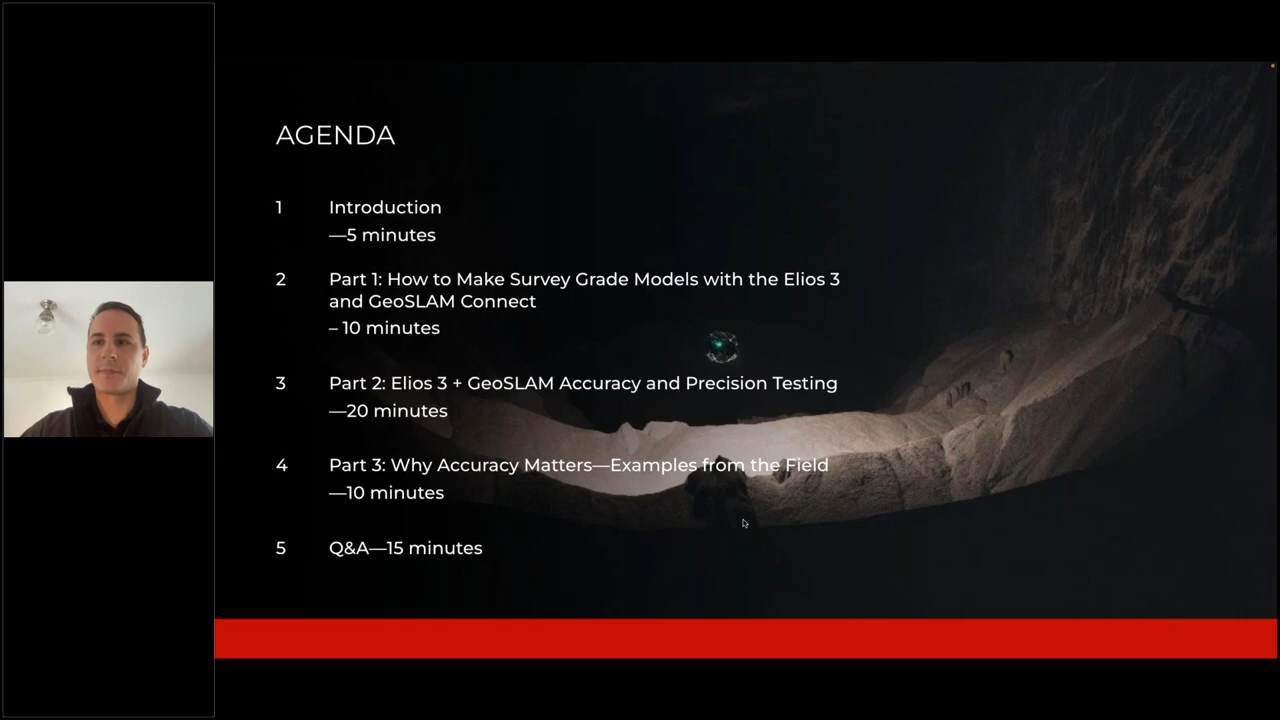 AGENDA
1 Introduction
—5 minutes
2 Part 1: How to Make Survey Grade Models with the Elios 3
and GeoSLAM Connect
– 10 minutes
3 Part 2: Elios 3 + GeoSLAM Accuracy and Precision Testing
—20 minutes
4 Part 3: Why Accuracy Matters—Examples from the Field
—10 minutes
5 Q&A—15 minutes